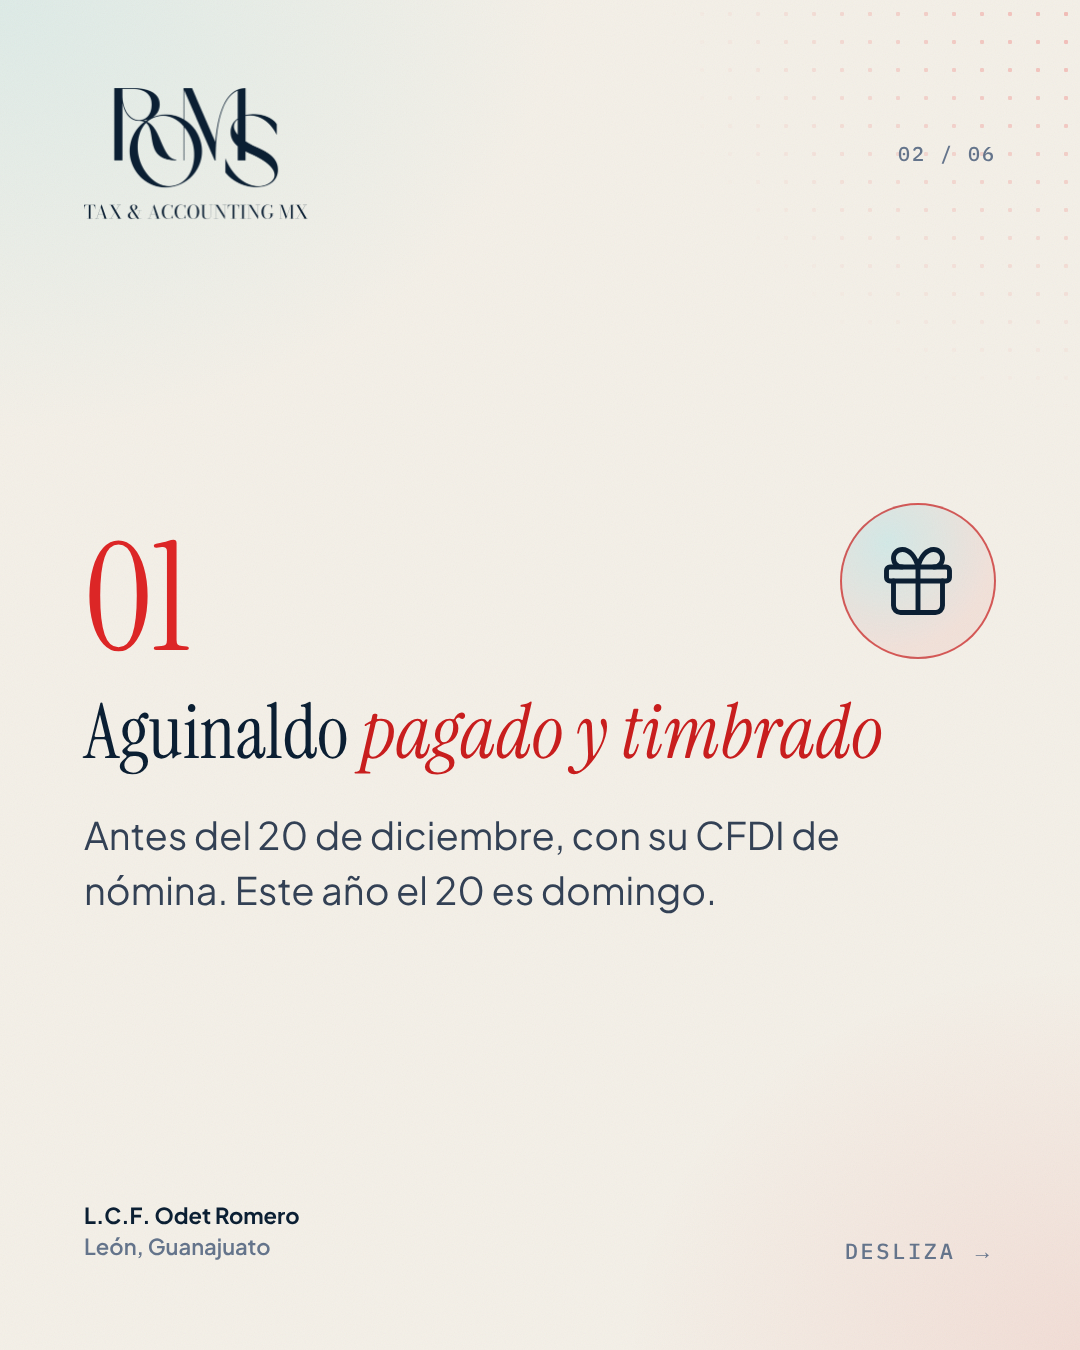 ROMS
TAX & ACCOUNTING MX
02 / 06
01
Aguinaldo pagado y timbrado
Antes del 20 de diciembre, con su CFDI de
nómina. Este año el 20 es domingo.
L.C.F. Odet Romero
León, Guanajuato
DESLIZA →